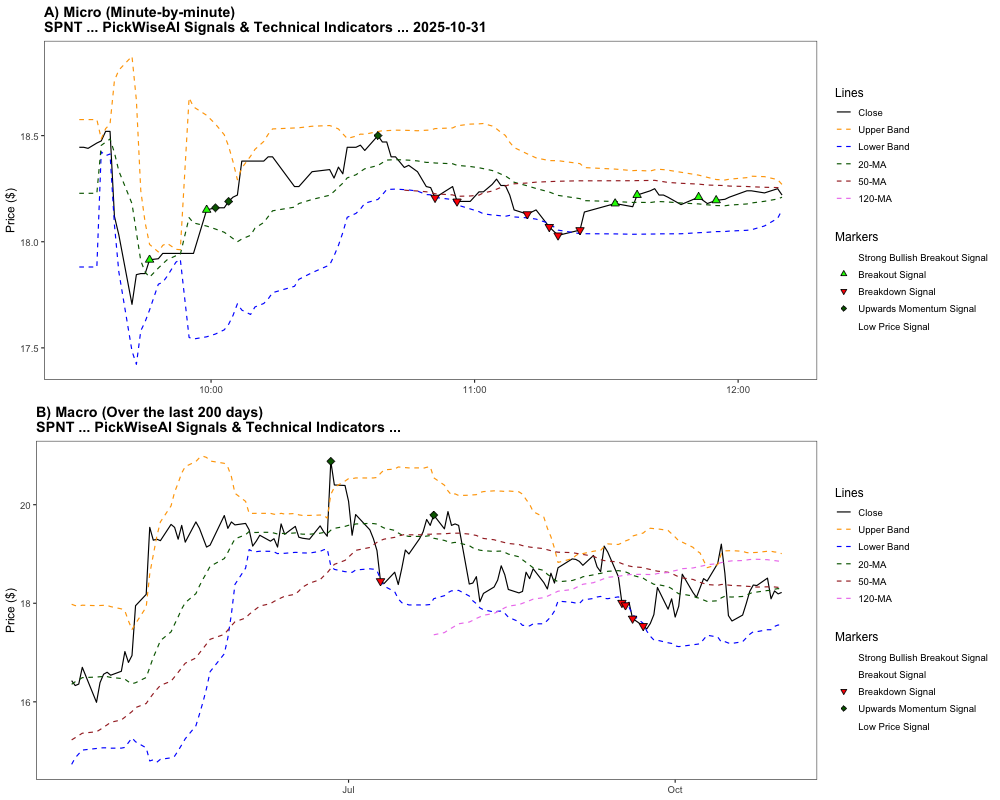 A) Micro (Minute-by-minute)
SPNT ... PickWiseAI Signals & Technical Indicators ... 2025-10-31
Price ($)
18.5
18.0
17.5
10:00
11:00
12:00
Lines
Close
Upper Band
Lower Band
20-MA
50-MA
120-MA
Markers
Strong Bullish Breakout Signal
Breakout Signal
Breakdown Signal
Upwards Momentum Signal
Low Price Signal
B) Macro (Over the last 200 days)
SPNT ... PickWiseAI Signals & Technical Indicators ...
Price ($)
20
18
16
Jul
Oct
Lines
Close
Upper Band
Lower Band
20-MA
50-MA
120-MA
Markers
Strong Bullish Breakout Signal
Breakout Signal
Breakdown Signal
Upwards Momentum Signal
Low Price Signal